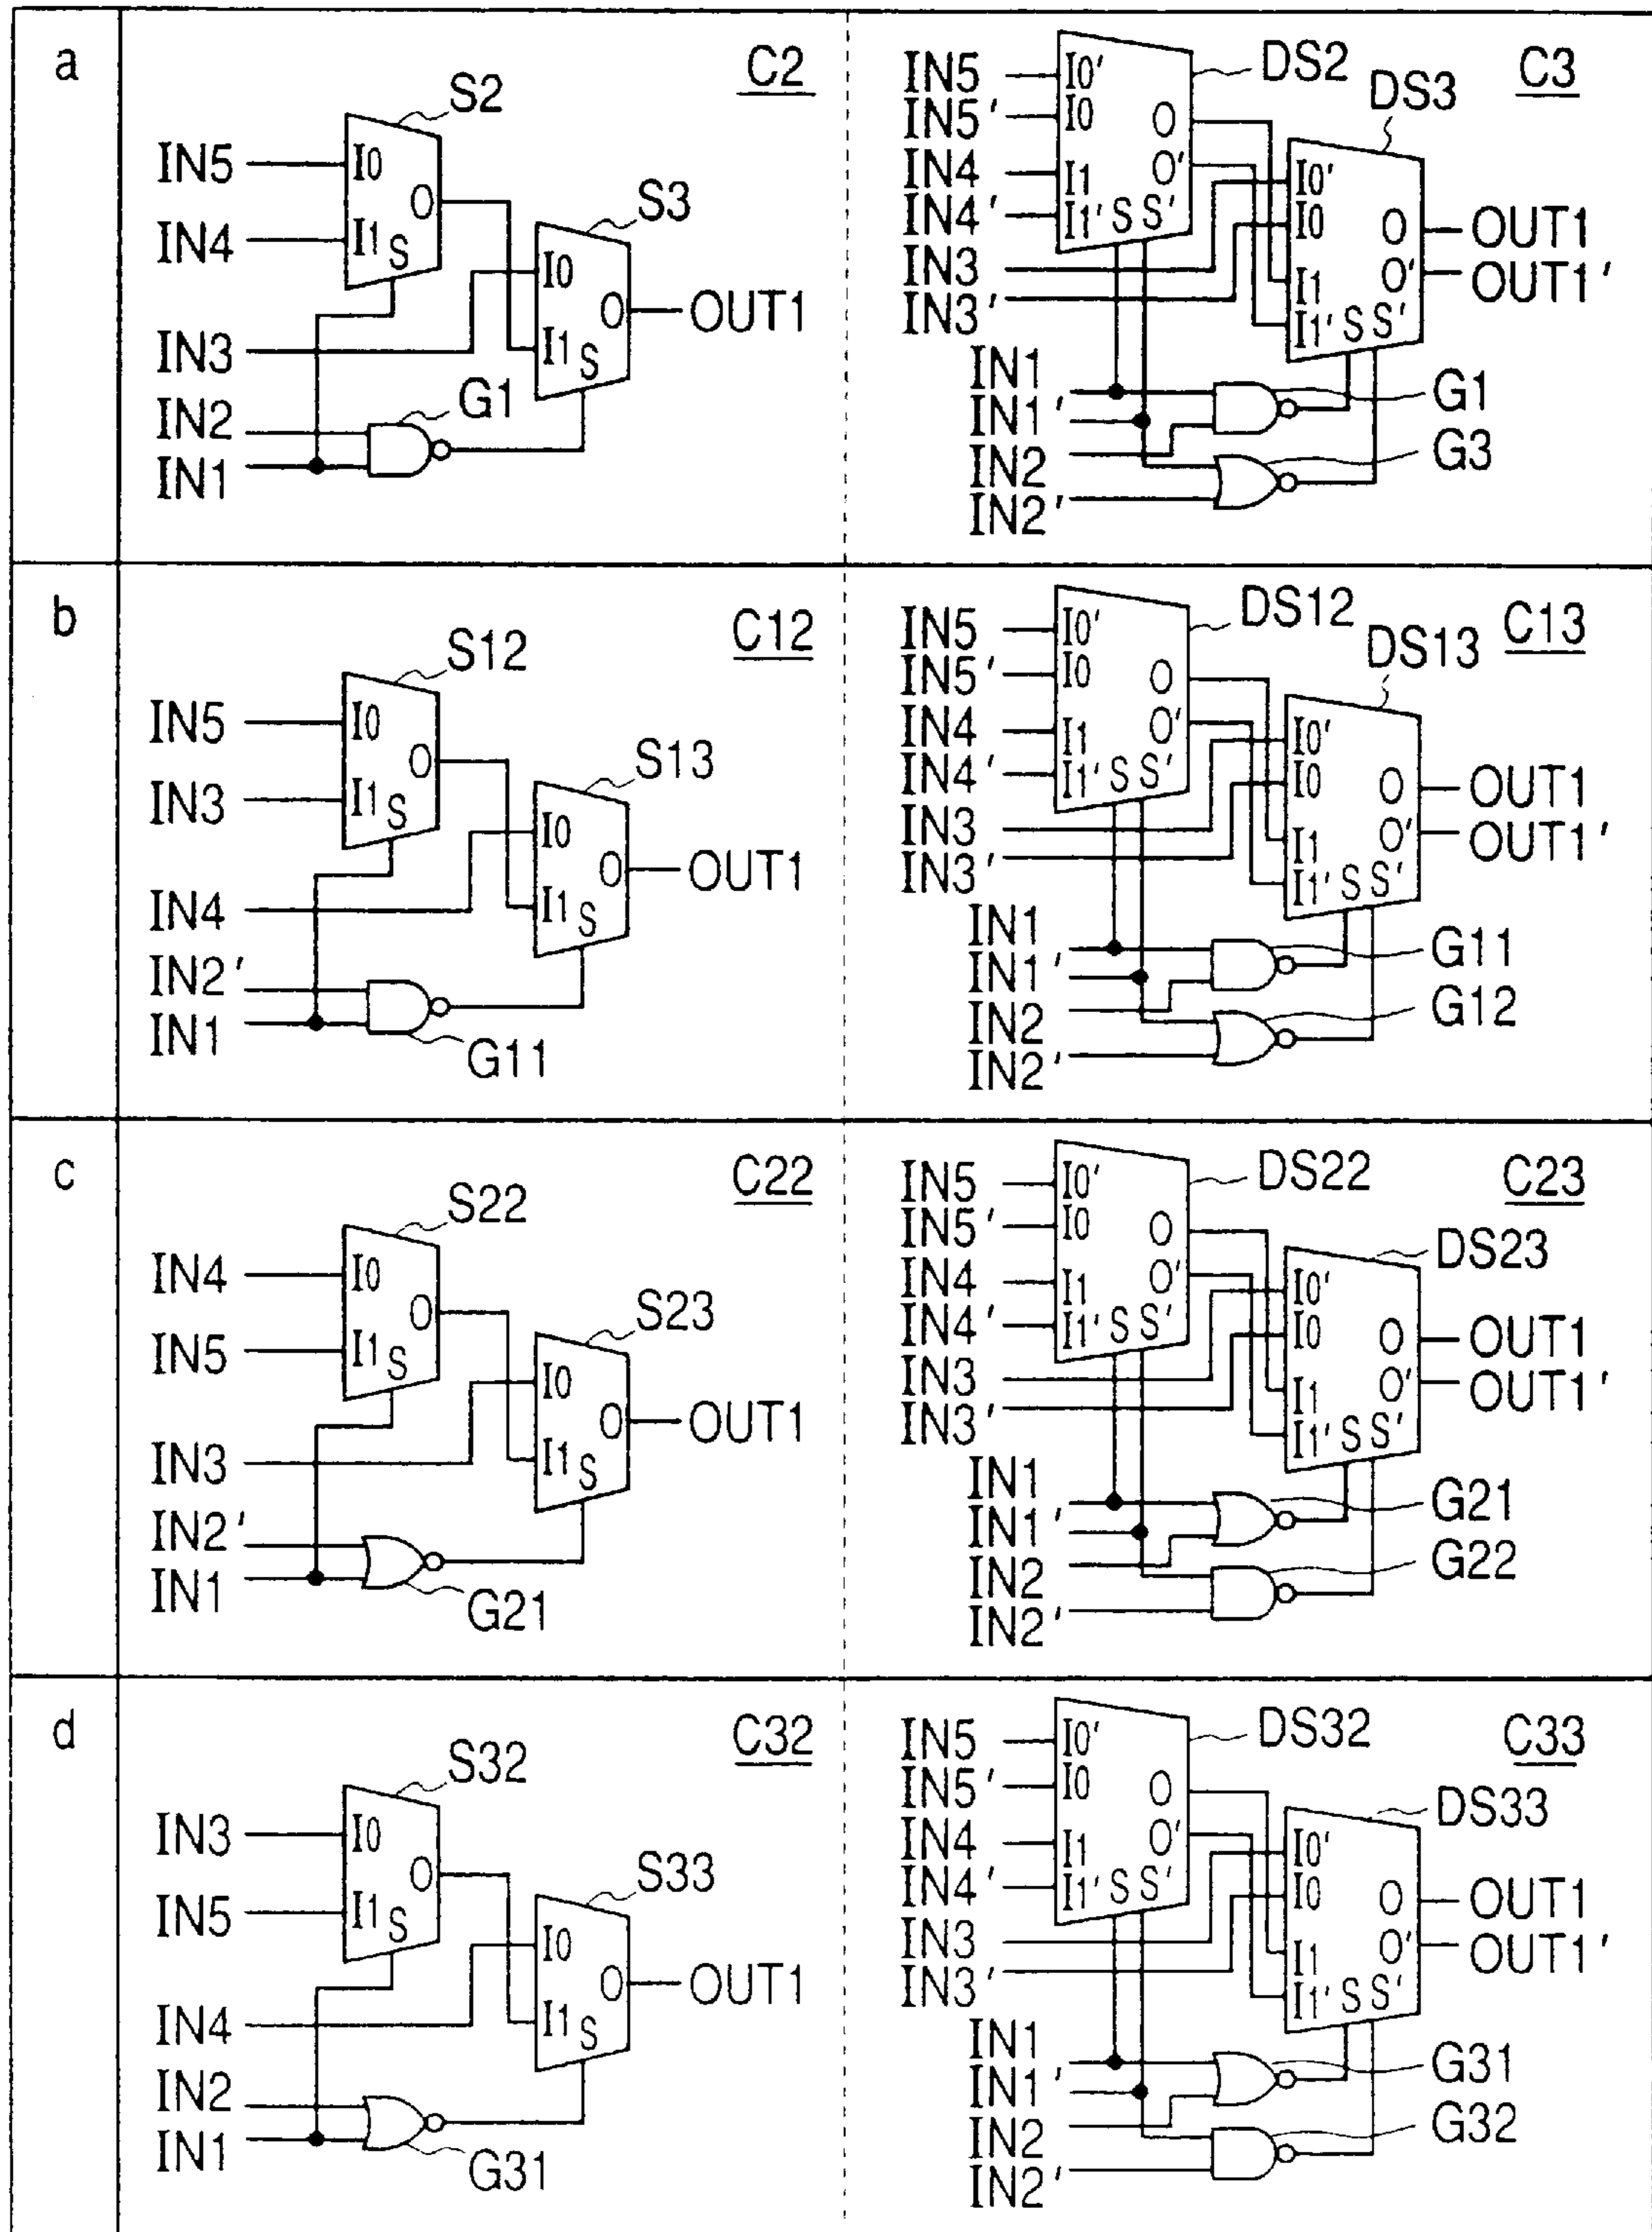 a
C2
S2
IN5
I0
O
IN4
I1
S
S3
I0
O
OUT1
IN3
I1
S
IN2
G1
IN1
C3
DS2
DS3
IN5
I0'
IN5'
I0
O
IN4
I1
O'
IN4'
I1'
S
S'
I0'
I0
O
OUT1
IN3
I1
O'
OUT1'
IN3'
I1'
S
S'
IN1
G1
IN1'
IN2
G3
IN2'
b
C12
S12
IN5
I0
O
IN3
I1
S
S13
I0
O
OUT1
IN4
I1
S
IN2'
IN1
G11
C13
DS12
DS13
IN5
I0'
IN5'
I0
O
IN4
I1
O'
IN4'
I1'
S
S'
I0'
I0
O
OUT1
IN3
I1
O'
OUT1'
IN3'
I1'
S
S'
IN1
G11
IN1'
IN2
G12
IN2'
c
C22
S22
IN4
I0
O
IN5
I1
S
S23
I0
O
OUT1
IN3
I1
S
IN2'
IN1
G21
C23
DS22
DS23
IN5
I0'
IN5'
I0
O
IN4
I1
O'
IN4'
I1'
S
S'
I0'
I0
O
OUT1
IN3
I1
O'
OUT1'
IN3'
I1'
S
S'
IN1
G21
IN1'
IN2
G22
IN2'
d
C32
S32
IN3
I0
O
IN5
I1
S
S33
I0
O
OUT1
IN4
I1
S
IN2
IN1
G31
C33
DS32
DS33
IN5
I0'
IN5'
I0
O
IN4
I1
O'
IN4'
I1'
S
S'
I0'
I0
O
OUT1
IN3
I1
O'
OUT1'
IN3'
I1'
S
S'
IN1
G31
IN1'
IN2
G32
IN2'